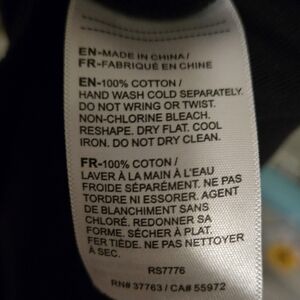 EN-MADE IN CHINA /
FR-FABRIQUÉ EN CHINE
EN-100% COTTON /
HAND WASH COLD SEPARATELY.
DO NOT WRING OR TWIST.
NON-CHLORINE BLEACH.
RESHAPE. DRY FLAT. COOL
IRON. DO NOT DRY CLEAN.
FR-100% COTON /
LAVER À LA MAIN À L'EAU
FROIDE SÉPARÉMENT. NE PAS
TORDRE NI ESSORER. AGENT
DE BLANCHIMENT SANS
CHLORE. REDONNER SA
FORME. SÉCHER À PLAT.
FER TIÈDE. NE PAS NETTOYER
À SEC.
RS7776
RN# 37763 / CA# 55972